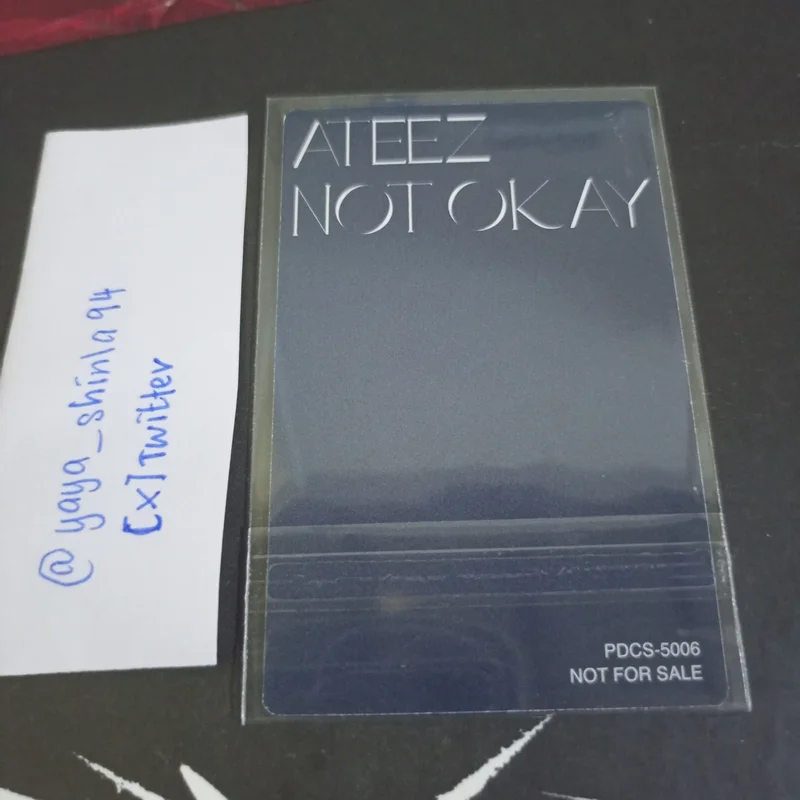 @yaya_shinla94
[X] Twitter
ATEEZ
NOT OKAY
PDCS-5006
NOT FOR SALE